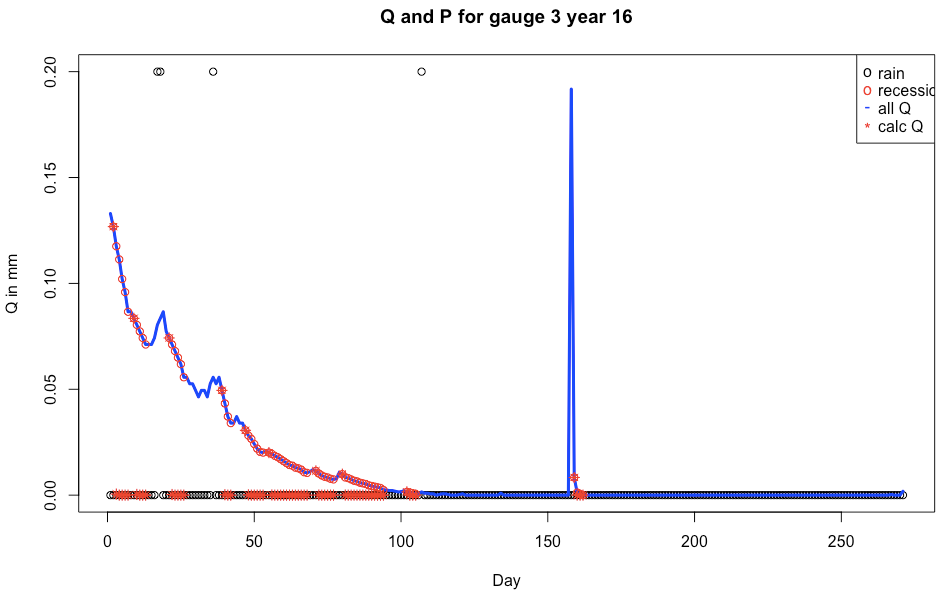 Q and P for gauge 3 year 16
0.20
0.15
0.10
0.05
0.00
Q in mm
o rain
o recessio
- all Q
* calc Q
0 50 100 150 200 250
Day